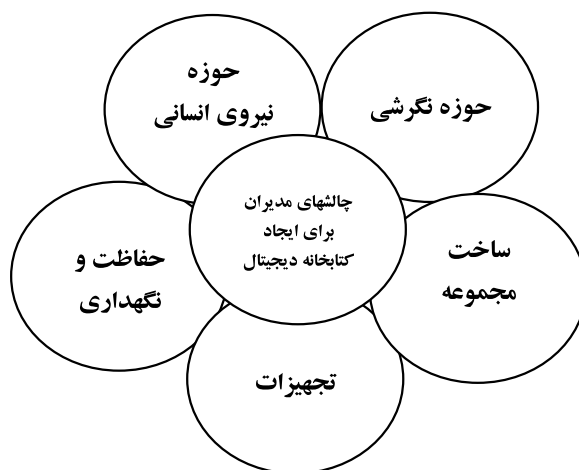 حوزه
نیروی انسانی
حوزه نگرشی
چالشهای مدیران
برای ایجاد
کتابخانه دیجیتال
حفاظت و
نگهداری
ساخت
مجموعه
تجهیزات